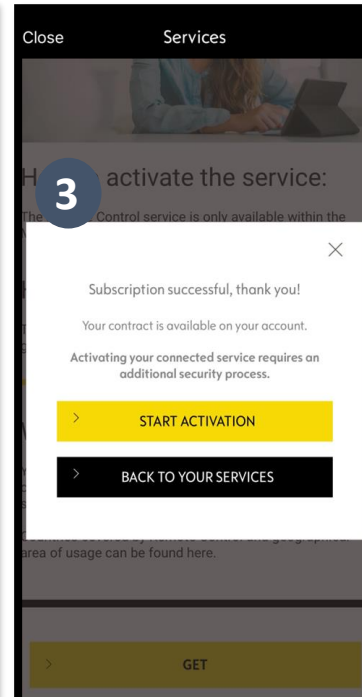 Close Services
activate the service:
3
The Control service is only available within the
Subscription successful, thank you!
Your contract is available on your account.
Activating your connected service requires an
additional security process.
START ACTIVATION
BACK TO YOUR SERVICES
area of usage can be found here.
GET